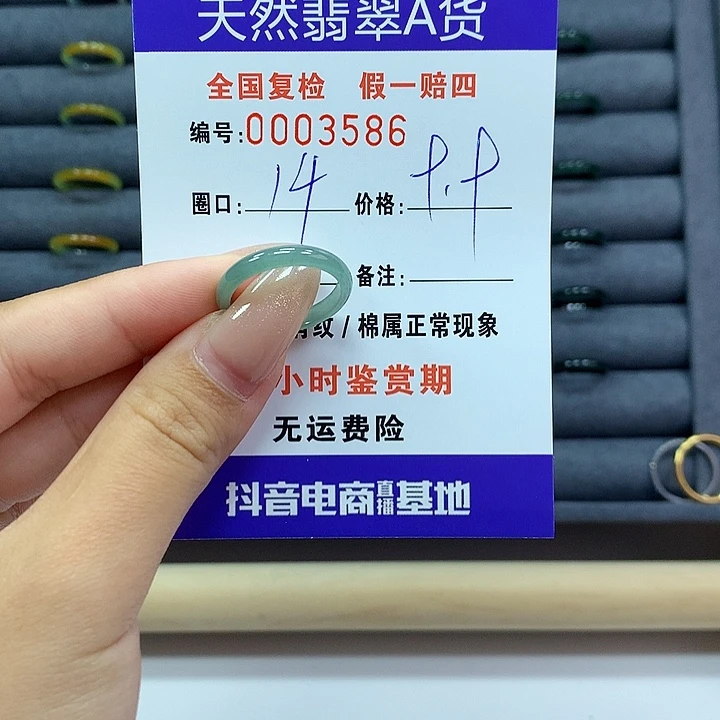 天然翡翠A货
全国复检 假一赔四
编号:0003586
圈口: 14 价格:
备注:
纹/棉属正常现象
小时鉴赏期
无运费险
抖音电商直播基地